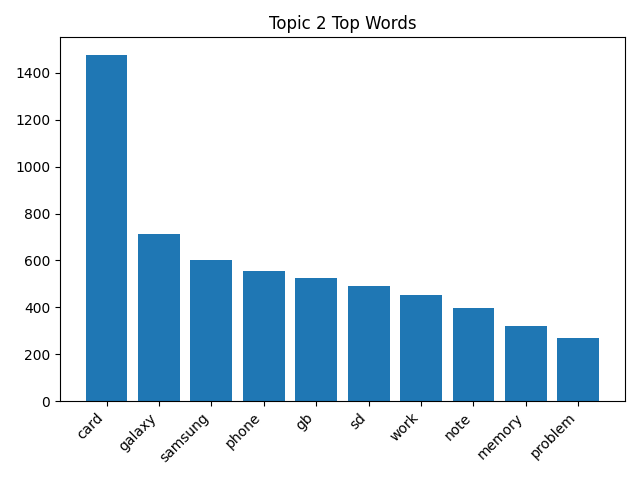 Topic 2 Top Words
1400
1200
1000
800
600
400
200
0
card
galaxy
samsung
phone
gb
sd
work
note
memory
problem